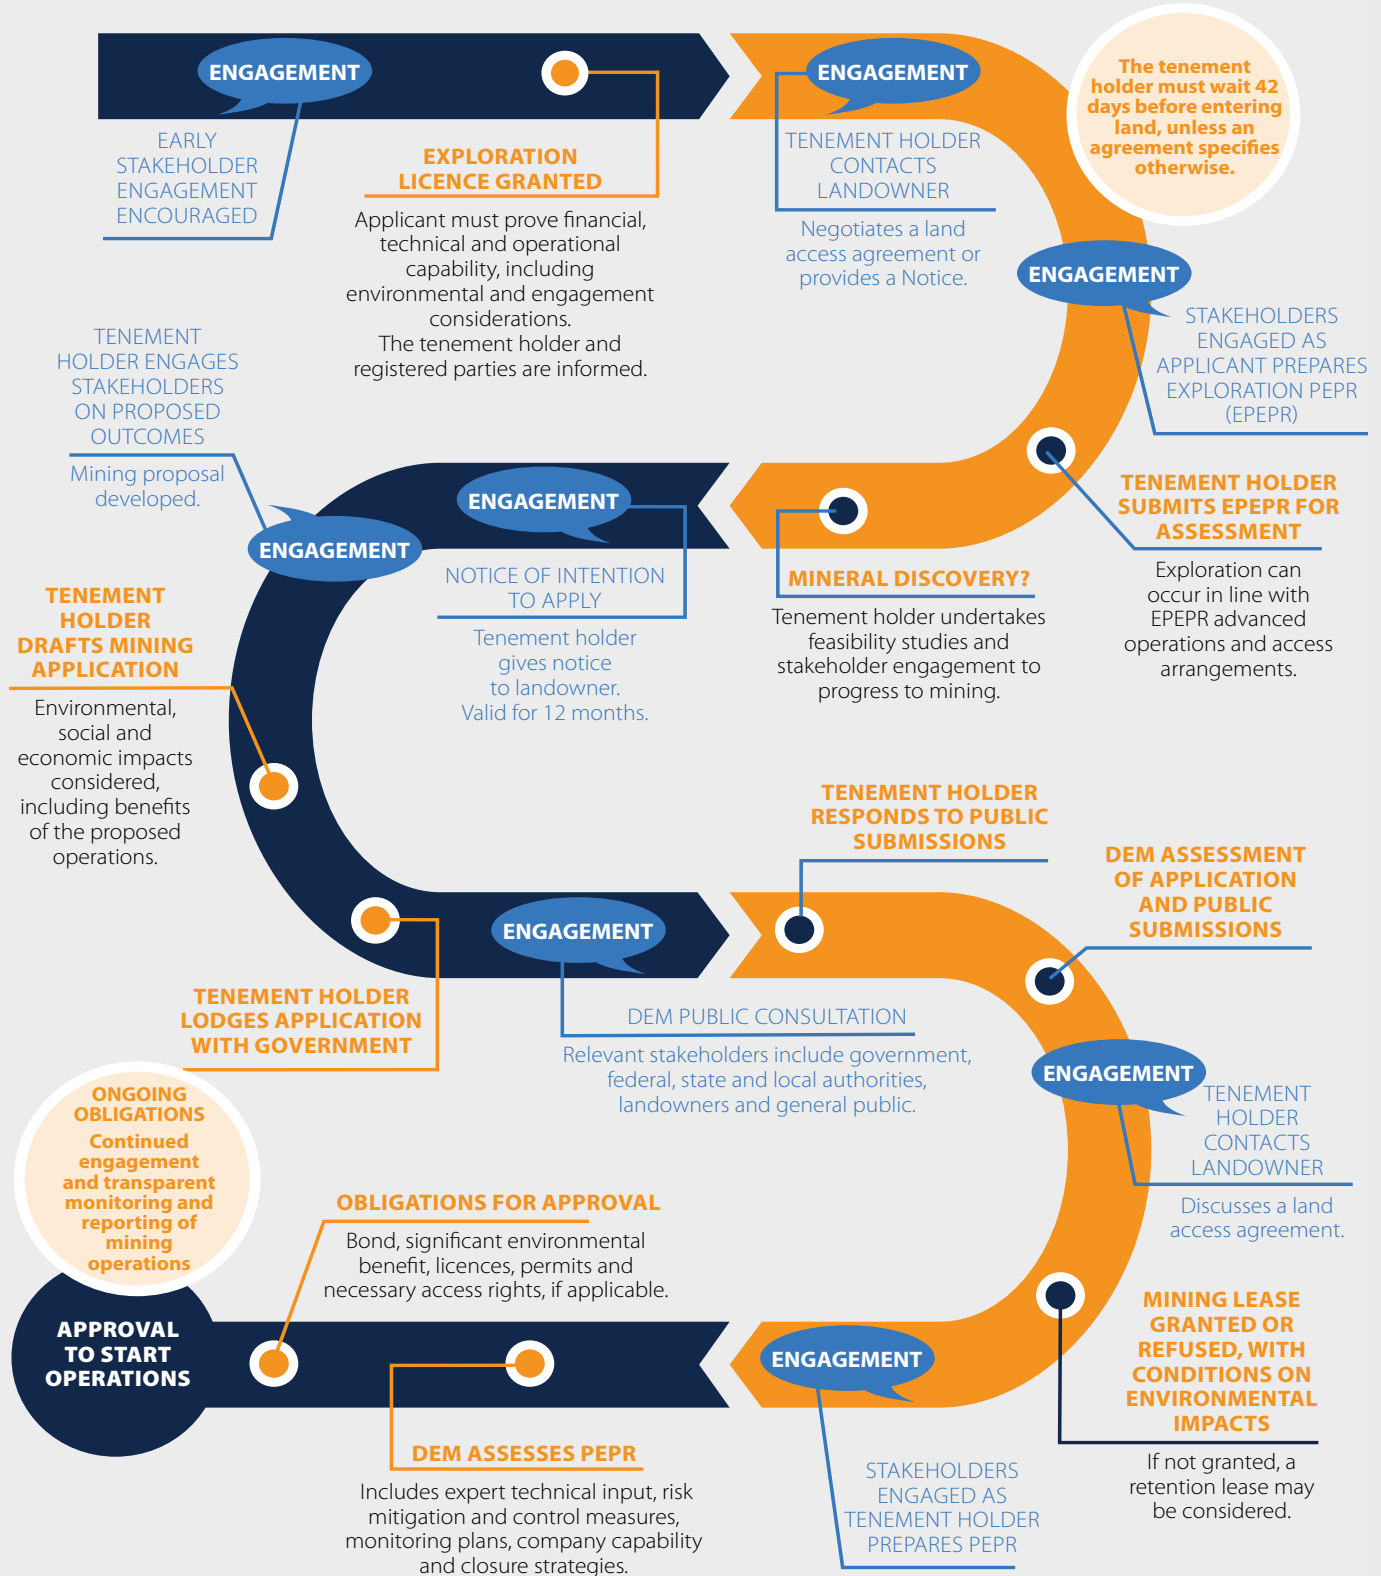 ENGAGEMENT
EARLY
STAKEHOLDER
ENGAGEMENT
ENCOURAGED
EXPLORATION
LICENCE GRANTED
Applicant must prove financial,
technical and operational
capability, including
environmental and engagement
considerations.
The tenement holder and
registered parties are informed.
ENGAGEMENT
TENEMENT HOLDER
CONTACTS
LANDOWNER
Negotiates a land
access agreement or
provides a Notice.
The tenement
holder must wait 42
days before entering
land, unless an
agreement specifies
otherwise.
ENGAGEMENT
STAKEHOLDERS
ENGAGED AS
APPLICANT PREPARES
EXPLORATION PEPR
(EPEPR)
TENEMENT HOLDER
SUBMITS EPEPR FOR
ASSESSMENT
Exploration can
occur in line with
EPEPR advanced
operations and access
arrangements.
MINERAL DISCOVERY?
Tenement holder undertakes
feasibility studies and
stakeholder engagement to
progress to mining.
ENGAGEMENT
NOTICE OF INTENTION
TO APPLY
Tenement holder
gives notice
to landowner.
Valid for 12 months.
TENEMENT
HOLDER ENGAGES
STAKEHOLDERS
ON PROPOSED
OUTCOMES
Mining proposal
developed.
ENGAGEMENT
TENEMENT
HOLDER
DRAFTS MINING
APPLICATION
Environmental,
social and
economic impacts
considered,
including benefits
of the proposed
operations.
TENEMENT HOLDER
LODGES APPLICATION
WITH GOVERNMENT
ENGAGEMENT
DEM PUBLIC CONSULTATION
Relevant stakeholders include government,
federal, state and local authorities,
landowners and general public.
TENEMENT HOLDER
RESPONDS TO PUBLIC
SUBMISSIONS
DEM ASSESSMENT
OF APPLICATION
AND PUBLIC
SUBMISSIONS
ENGAGEMENT
TENEMENT
HOLDER
CONTACTS
LANDOWNER
Discusses a land
access agreement.
MINING LEASE
GRANTED OR
REFUSED, WITH
CONDITIONS ON
ENVIRONMENTAL
IMPACTS
If not granted, a
retention lease may
be considered.
ENGAGEMENT
STAKEHOLDERS
ENGAGED AS
TENEMENT HOLDER
PREPARES PEPR
DEM ASSESSES PEPR
Includes expert technical input, risk
mitigation and control measures,
monitoring plans, company capability
and closure strategies.
OBLIGATIONS FOR APPROVAL
Bond, significant environmental
benefit, licences, permits and
necessary access rights, if applicable.
APPROVAL
TO START
OPERATIONS
ONGOING
OBLIGATIONS
Continued
engagement
and transparent
monitoring and
reporting of
mining
operations